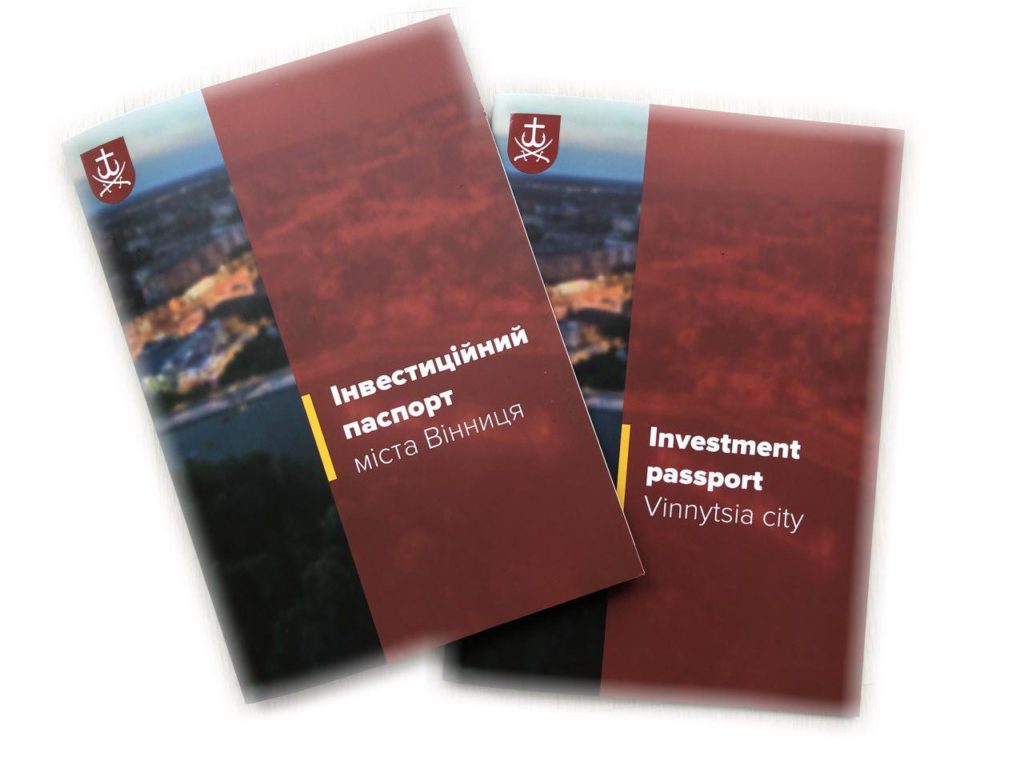 Інвестиційний
паспорт
міста Вінниця
Investment
passport
Vinnytsia city